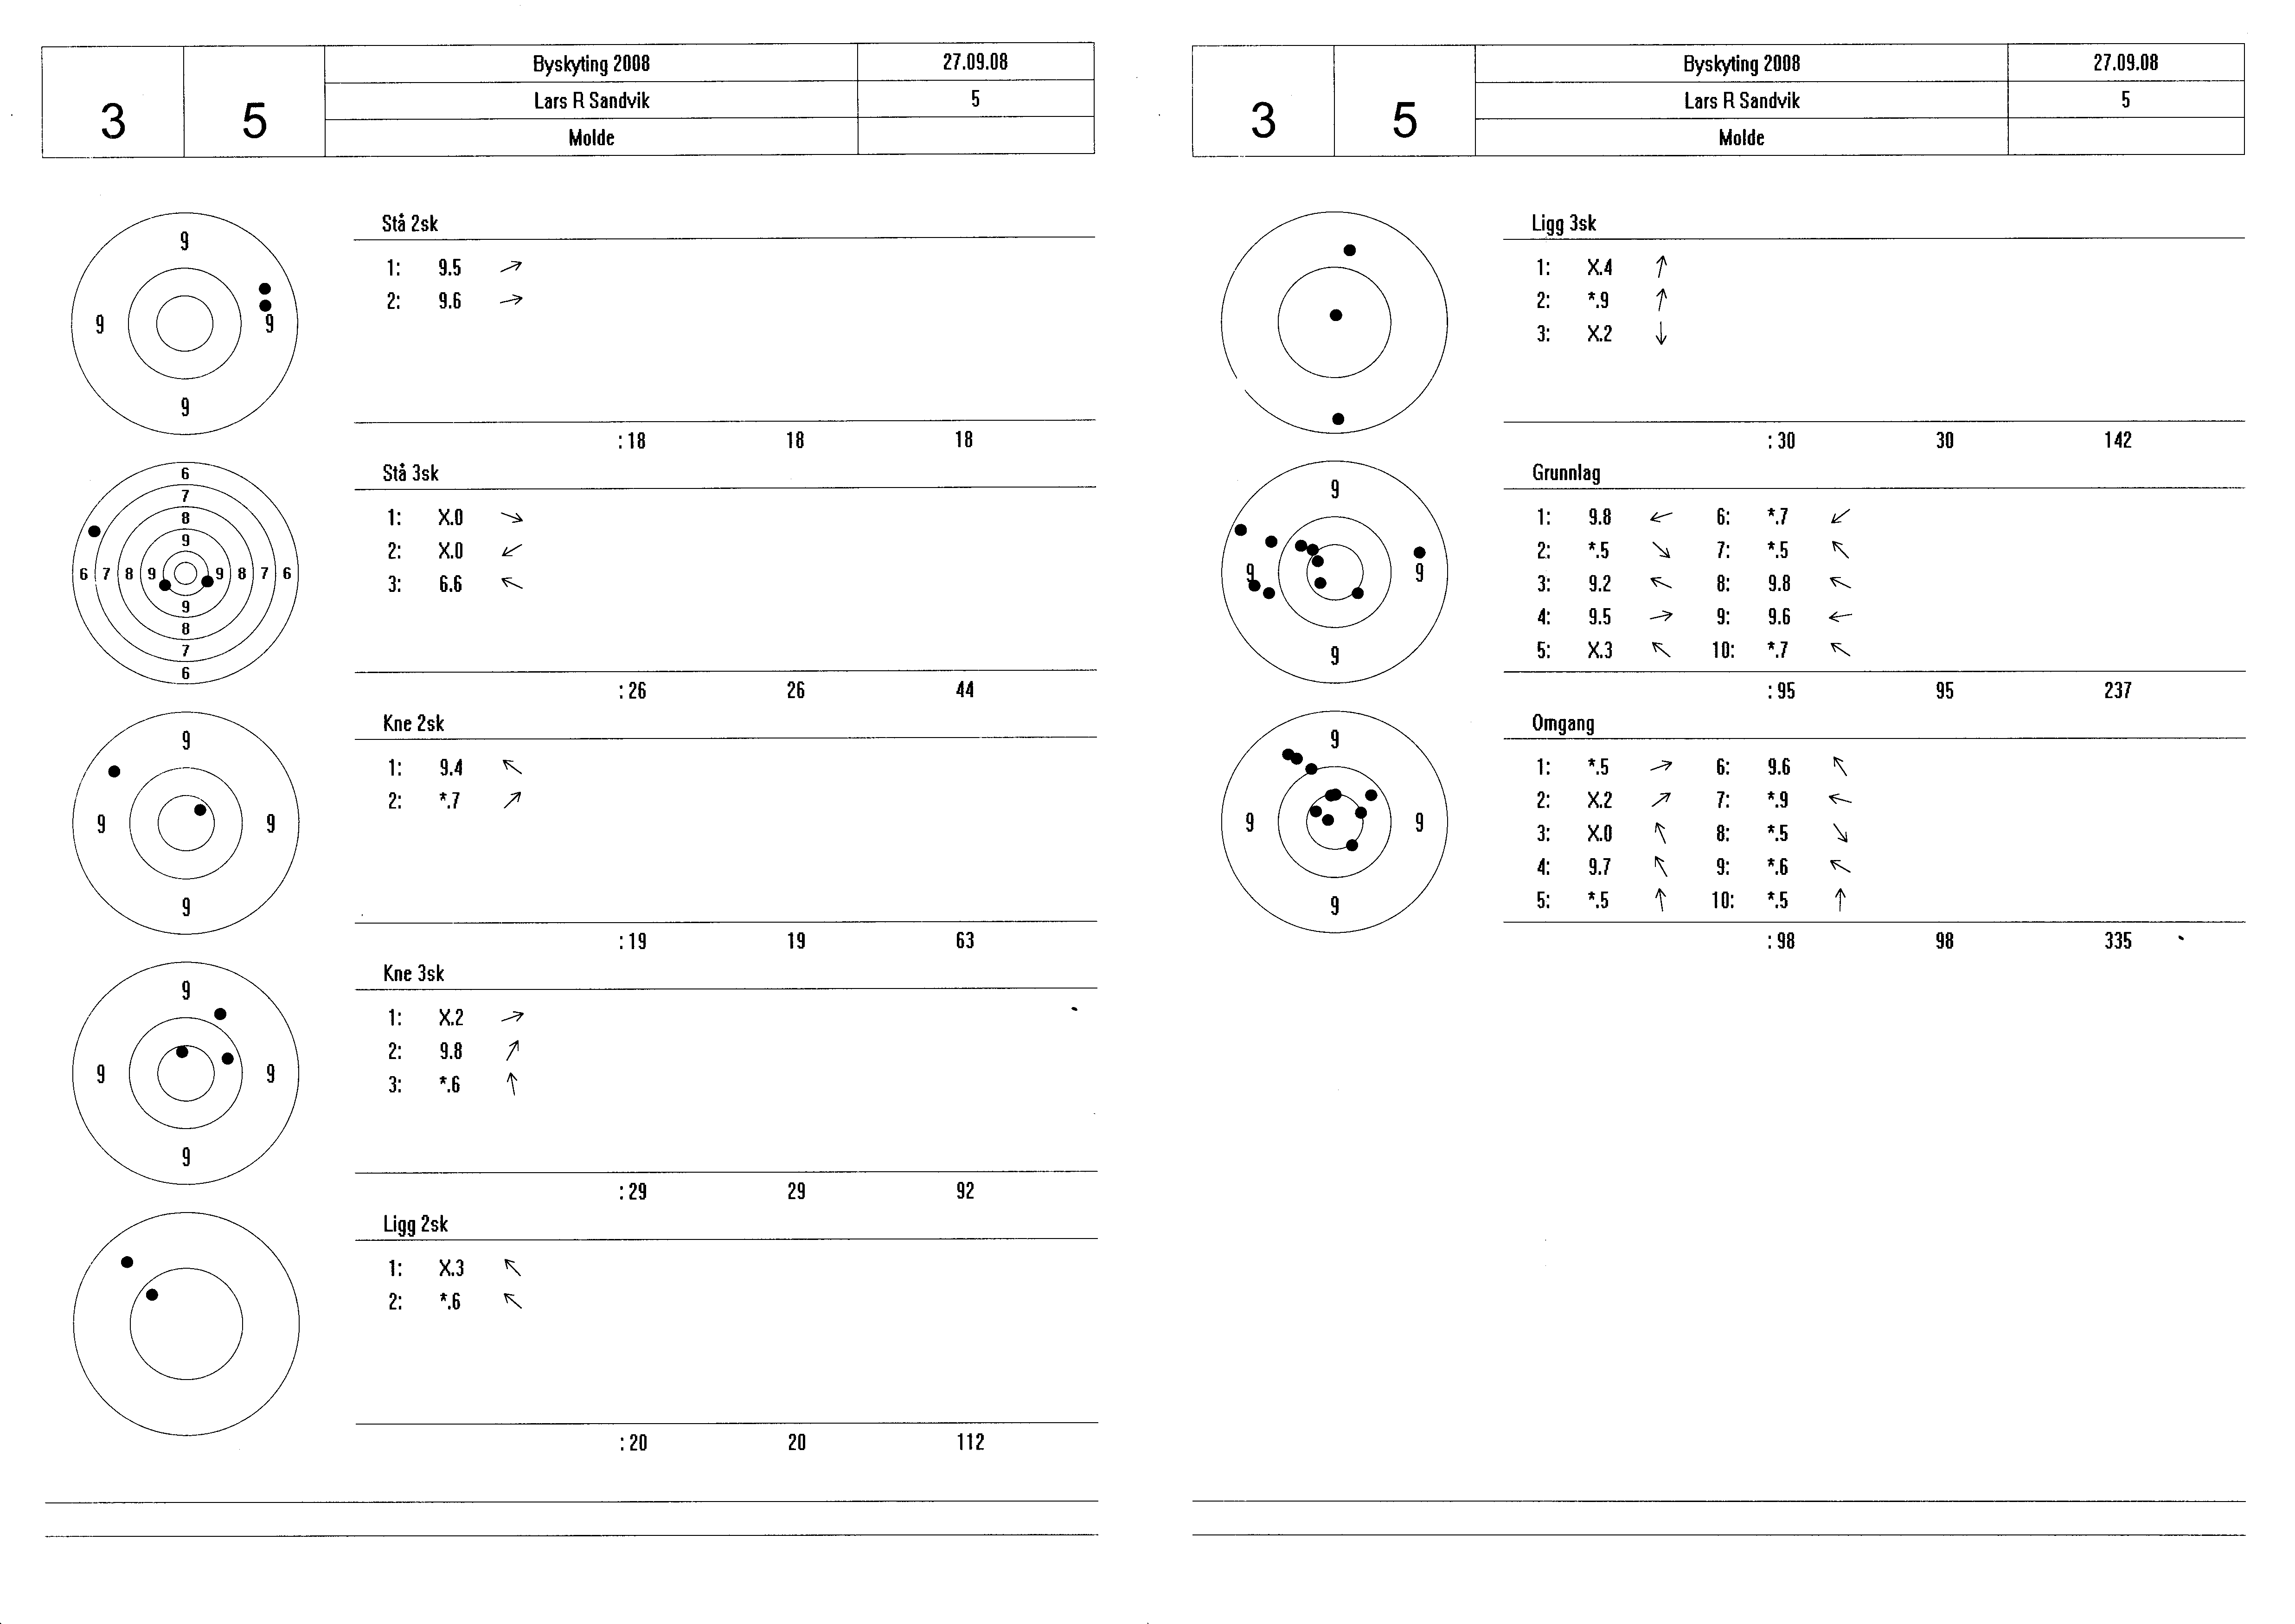 3 5 Byskyting 2008 27.09.08
Lars R Sandvik 5
Molde
Stå 2sk
9
9 9
9
1: 9.5
2: 9.6
: 18 18 18
Stå 3sk
6
7
8
9
6 7 8 9 9 8 7 6
9
8
7
6
1: X.0
2: X.0
3: 6.6
: 26 26 44
Kne 2sk
9
9 9
9
1: 9.4
2: *.7
: 19 19 63
Kne 3sk
9
9 9
9
1: X.2
2: 9.8
3: *.6
: 29 29 92
Ligg 2sk
1: X.3
2: *.6
: 20 20 112
3 5 Byskyting 2008 27.09.08
Lars R Sandvik 5
Molde
Ligg 3sk
1: X.4
2: *.9
3: X.2
: 30 30 142
Grunnlag
9
9 9
9
1: 9.8 6: *.7
2: *.5 7: *.5
3: 9.2 8: 9.8
4: 9.5 9: 9.6
5: X.3 10: *.7
: 95 95 237
Omgang
9
9 9
9
1: *.5 6: 9.6
2: X.2 7: *.9
3: X.0 8: *.5
4: 9.7 9: *.6
5: *.5 10: *.5
: 98 98 335